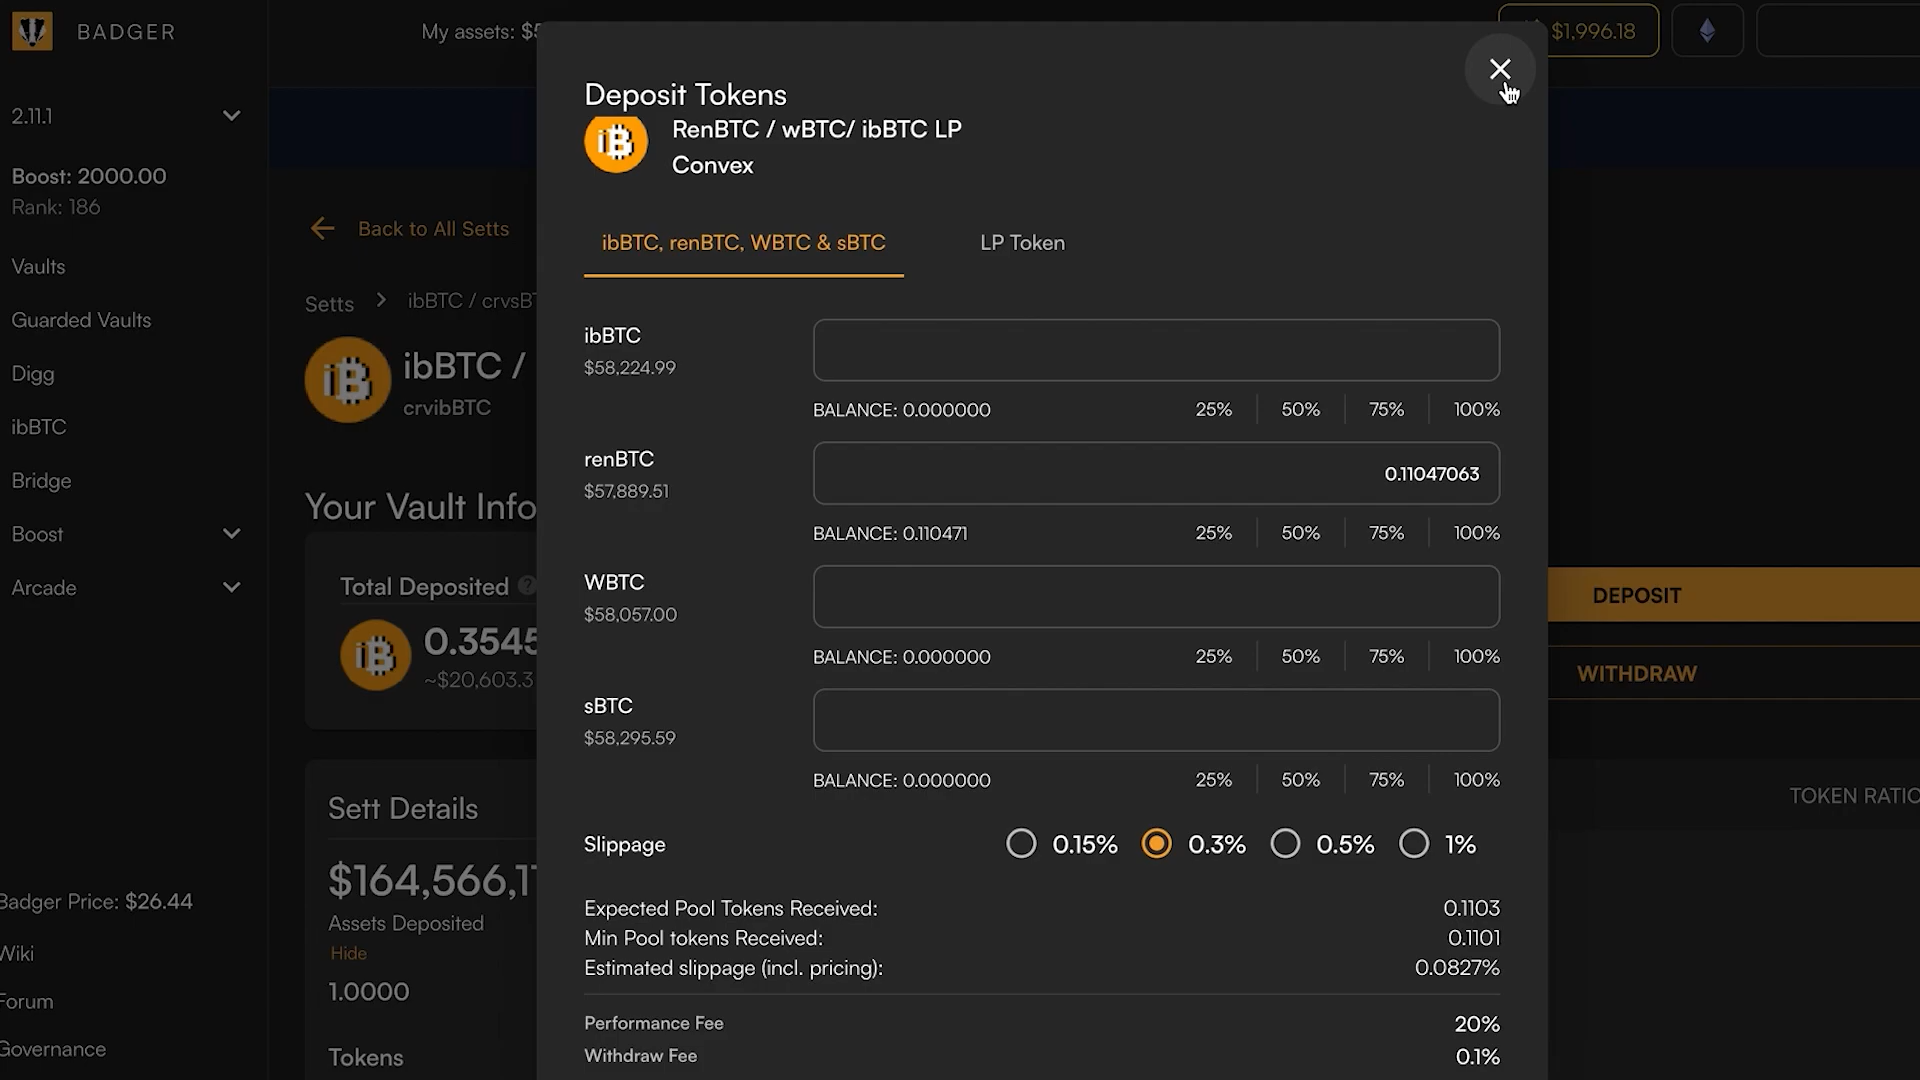 BADGER
My assets: $5
$1,996.18
2.11.1
Boost: 2000.00
Rank: 186
Vaults
Guarded Vaults
Digg
ibBTC
Bridge
Boost
Arcade
Badger Price: $26.44
Wiki
Forum
Governance
Back to All Setts
Setts > ibBTC / crvsBT
ibBTC /
crvibBTC
Your Vault Info
Total Deposited
0.3545
~$20,603.3
Sett Details
$164,566,1
Assets Deposited
Hide
1.0000
Tokens
Deposit Tokens
RenBTC / wBTC/ ibBTC LP
Convex
ibBTC, renBTC, WBTC & sBTC
LP Token
ibBTC
$58,224.99
BALANCE: 0.000000 25% 50% 75% 100%
renBTC
$57,889.51
0.11047063
BALANCE: 0.110471 25% 50% 75% 100%
WBTC
$58,057.00
BALANCE: 0.000000 25% 50% 75% 100%
sBTC
$58,295.59
BALANCE: 0.000000 25% 50% 75% 100%
Slippage 0.15% 0.3% 0.5% 1%
Expected Pool Tokens Received: 0.1103
Min Pool tokens Received: 0.1101
Estimated slippage (incl. pricing): 0.0827%
Performance Fee 20%
Withdraw Fee 0.1%
DEPOSIT
WITHDRAW
TOKEN RATIO